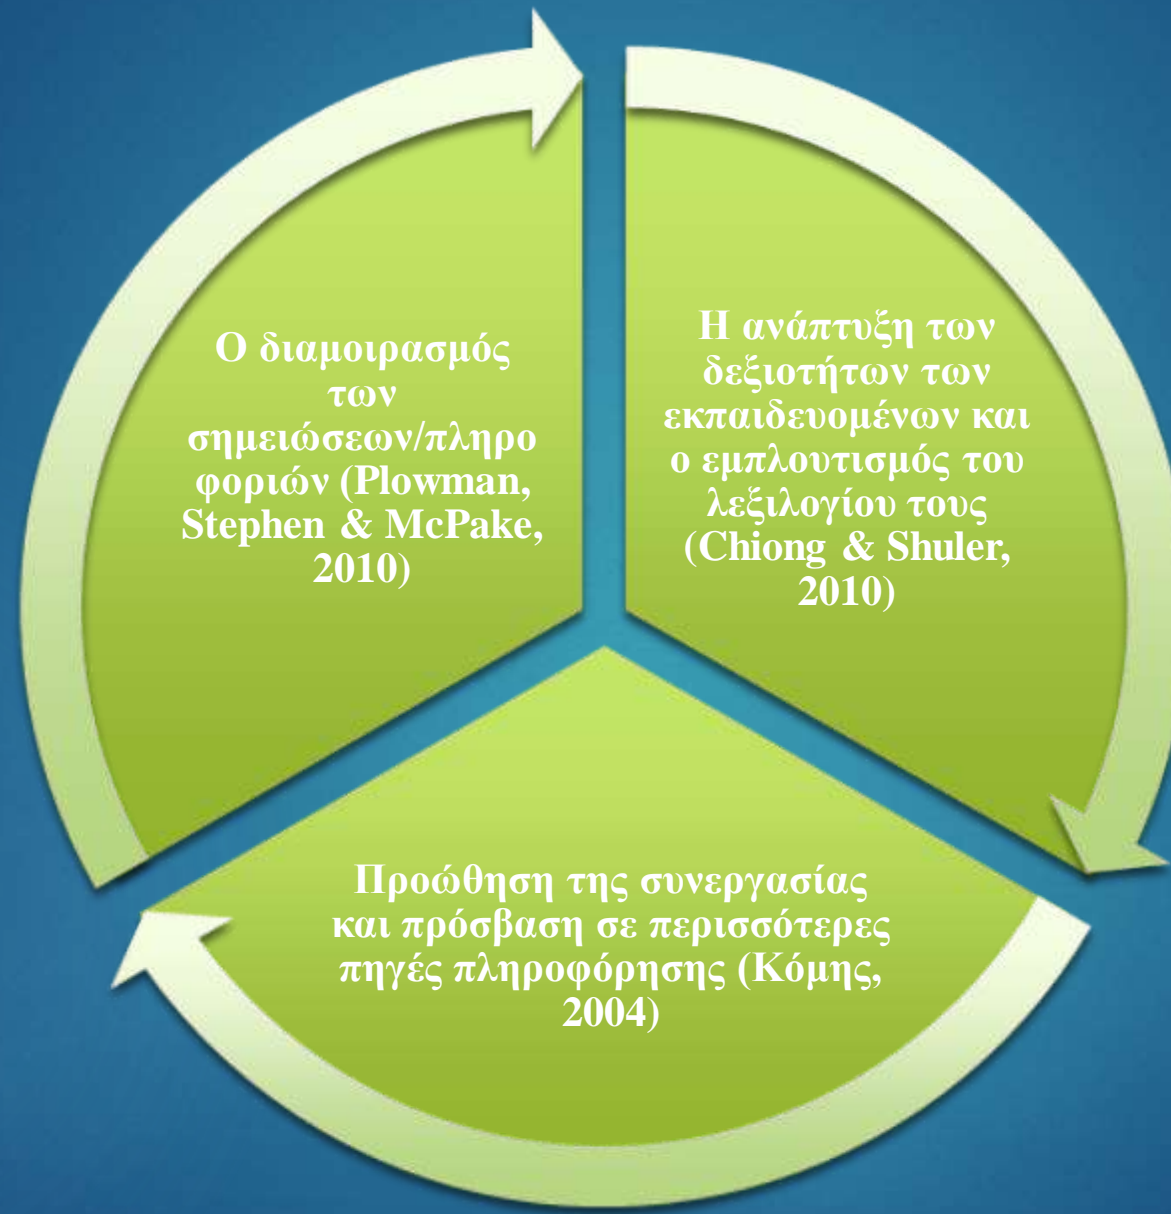 Ο διαμοιρασμός
των
σημειώσεων/πληρο
φοριών (Plowman,
Stephen & McPake,
2010)
Η ανάπτυξη των
δεξιοτήτων των
εκπαιδευομένων και
ο εμπλουτισμός του
λεξιλογίου τους
(Chiong & Shuler,
2010)
Προώθηση της συνεργασίας
και πρόσβαση σε περισσότερες
πηγές πληροφόρησης (Κόμης,
2004)